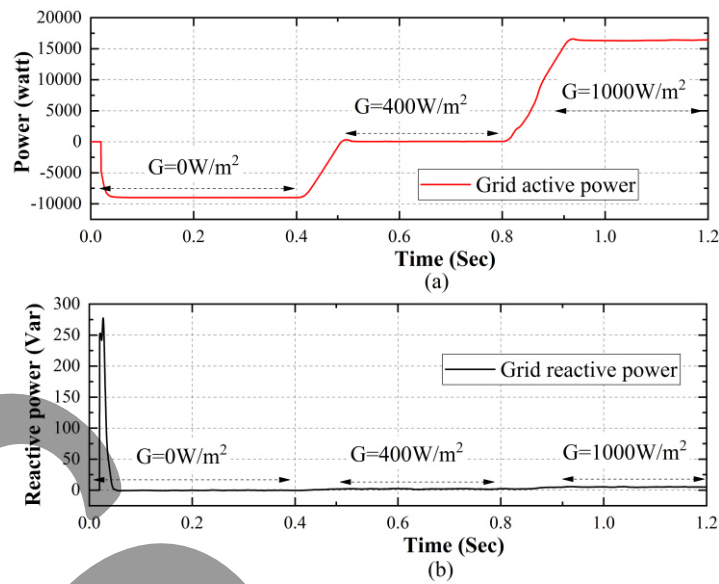 20000
15000
10000
5000
0
-5000
-10000
Power (watt)
G=0W/m²
G=400W/m²
G=1000W/m²
Grid active power
0.0 0.2 0.4 0.6 0.8 1.0 1.2
Time (Sec)
(a)
300
250
200
150
100
50
0
Reactive power (Var)
Grid reactive power
G=0W/m²
G=400W/m²
G=1000W/m²
0.0 0.2 0.4 0.6 0.8 1.0 1.2
Time (Sec)
(b)